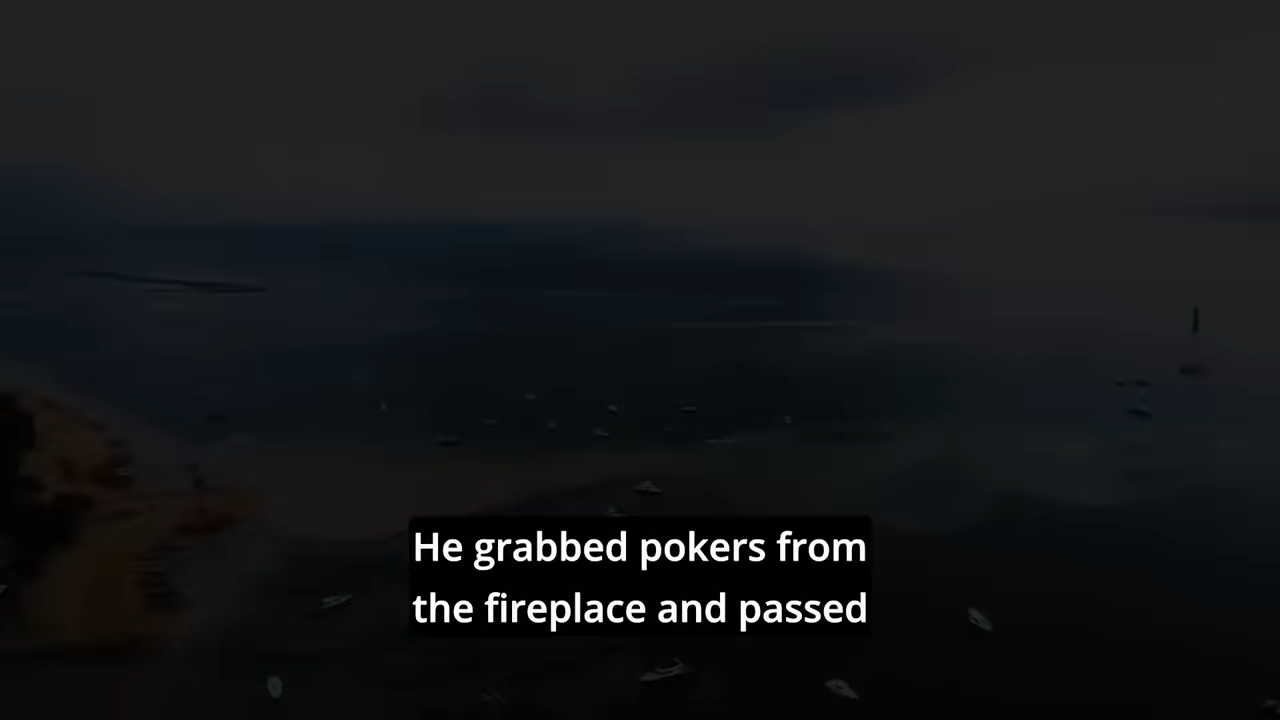 He grabbed pokers from
the fireplace and passed